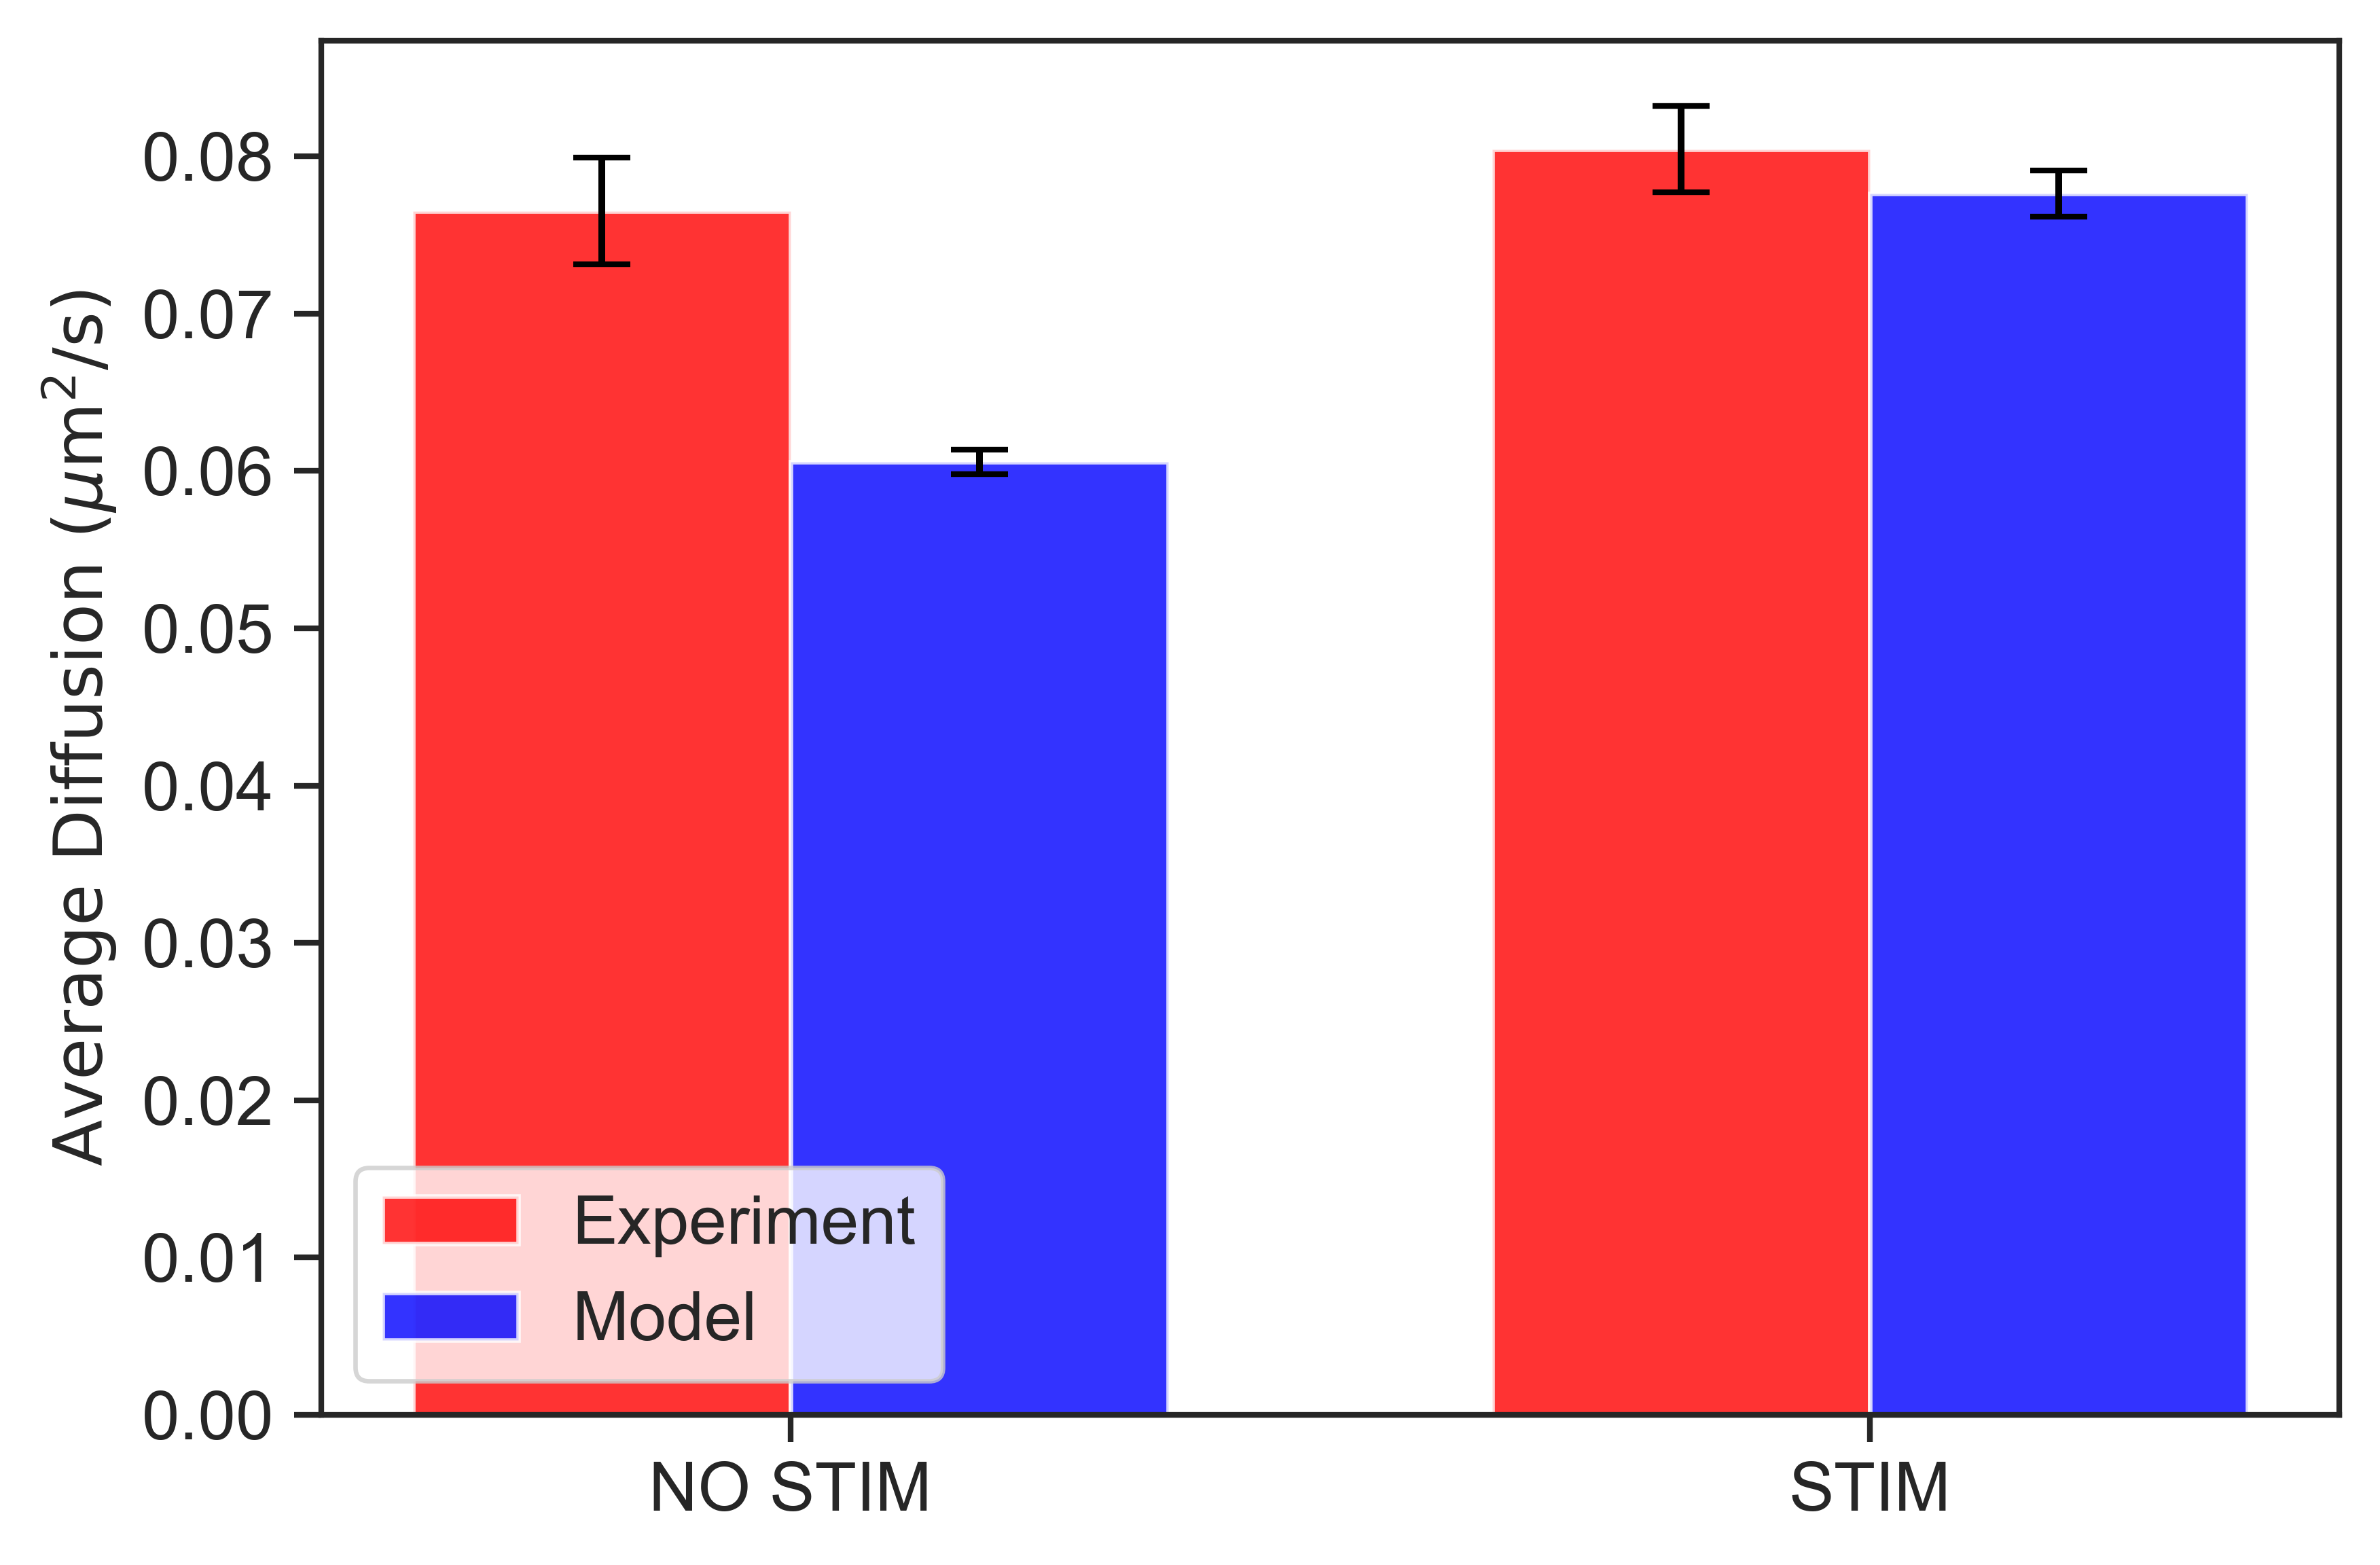 Average Diffusion (μm²/s)
0.08
0.07
0.06
0.05
0.04
0.03
0.02
0.01
0.00
Experiment
Model
NO STIM
STIM